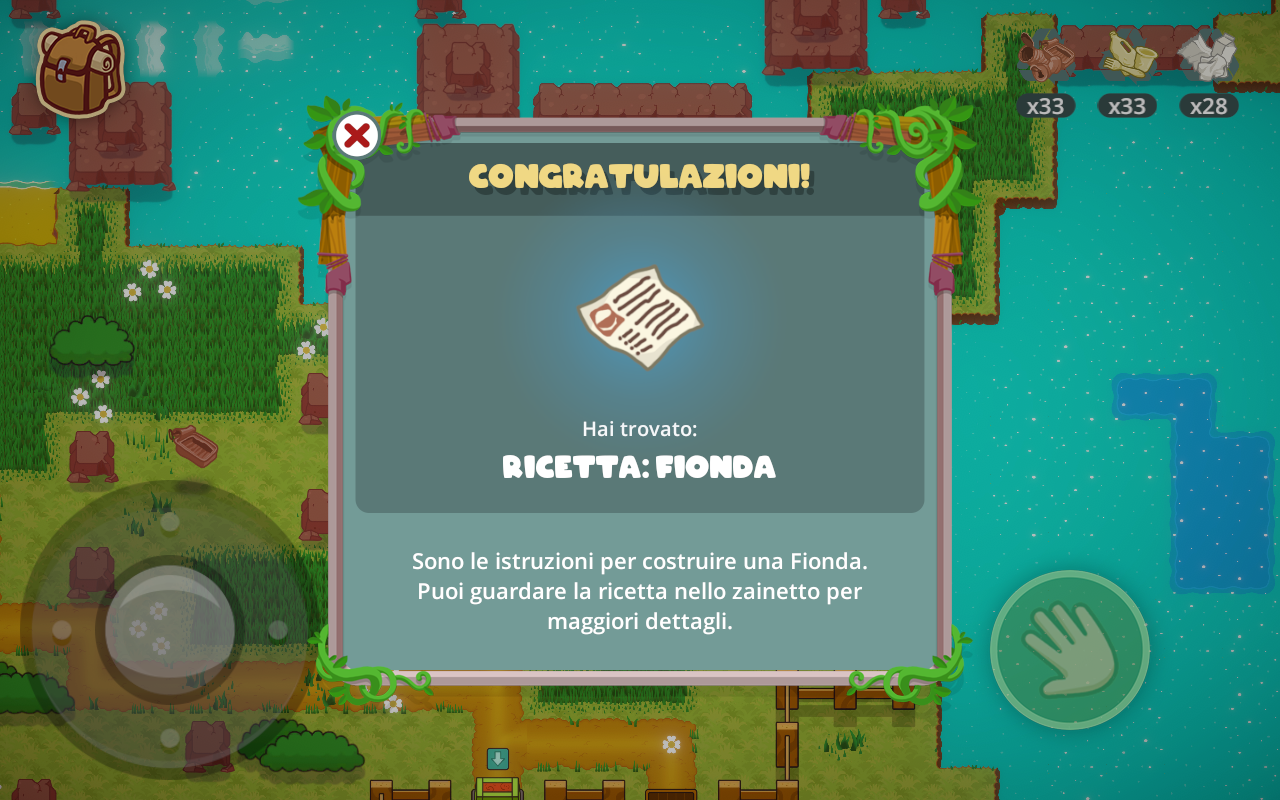 x33
x33
x28
CONGRATULAZIONI!
Hai trovato:
RICETTA: FIONDA
Sono le istruzioni per costruire una Fionda.
Puoi guardare la ricetta nello zainetto per
maggiori dettagli.